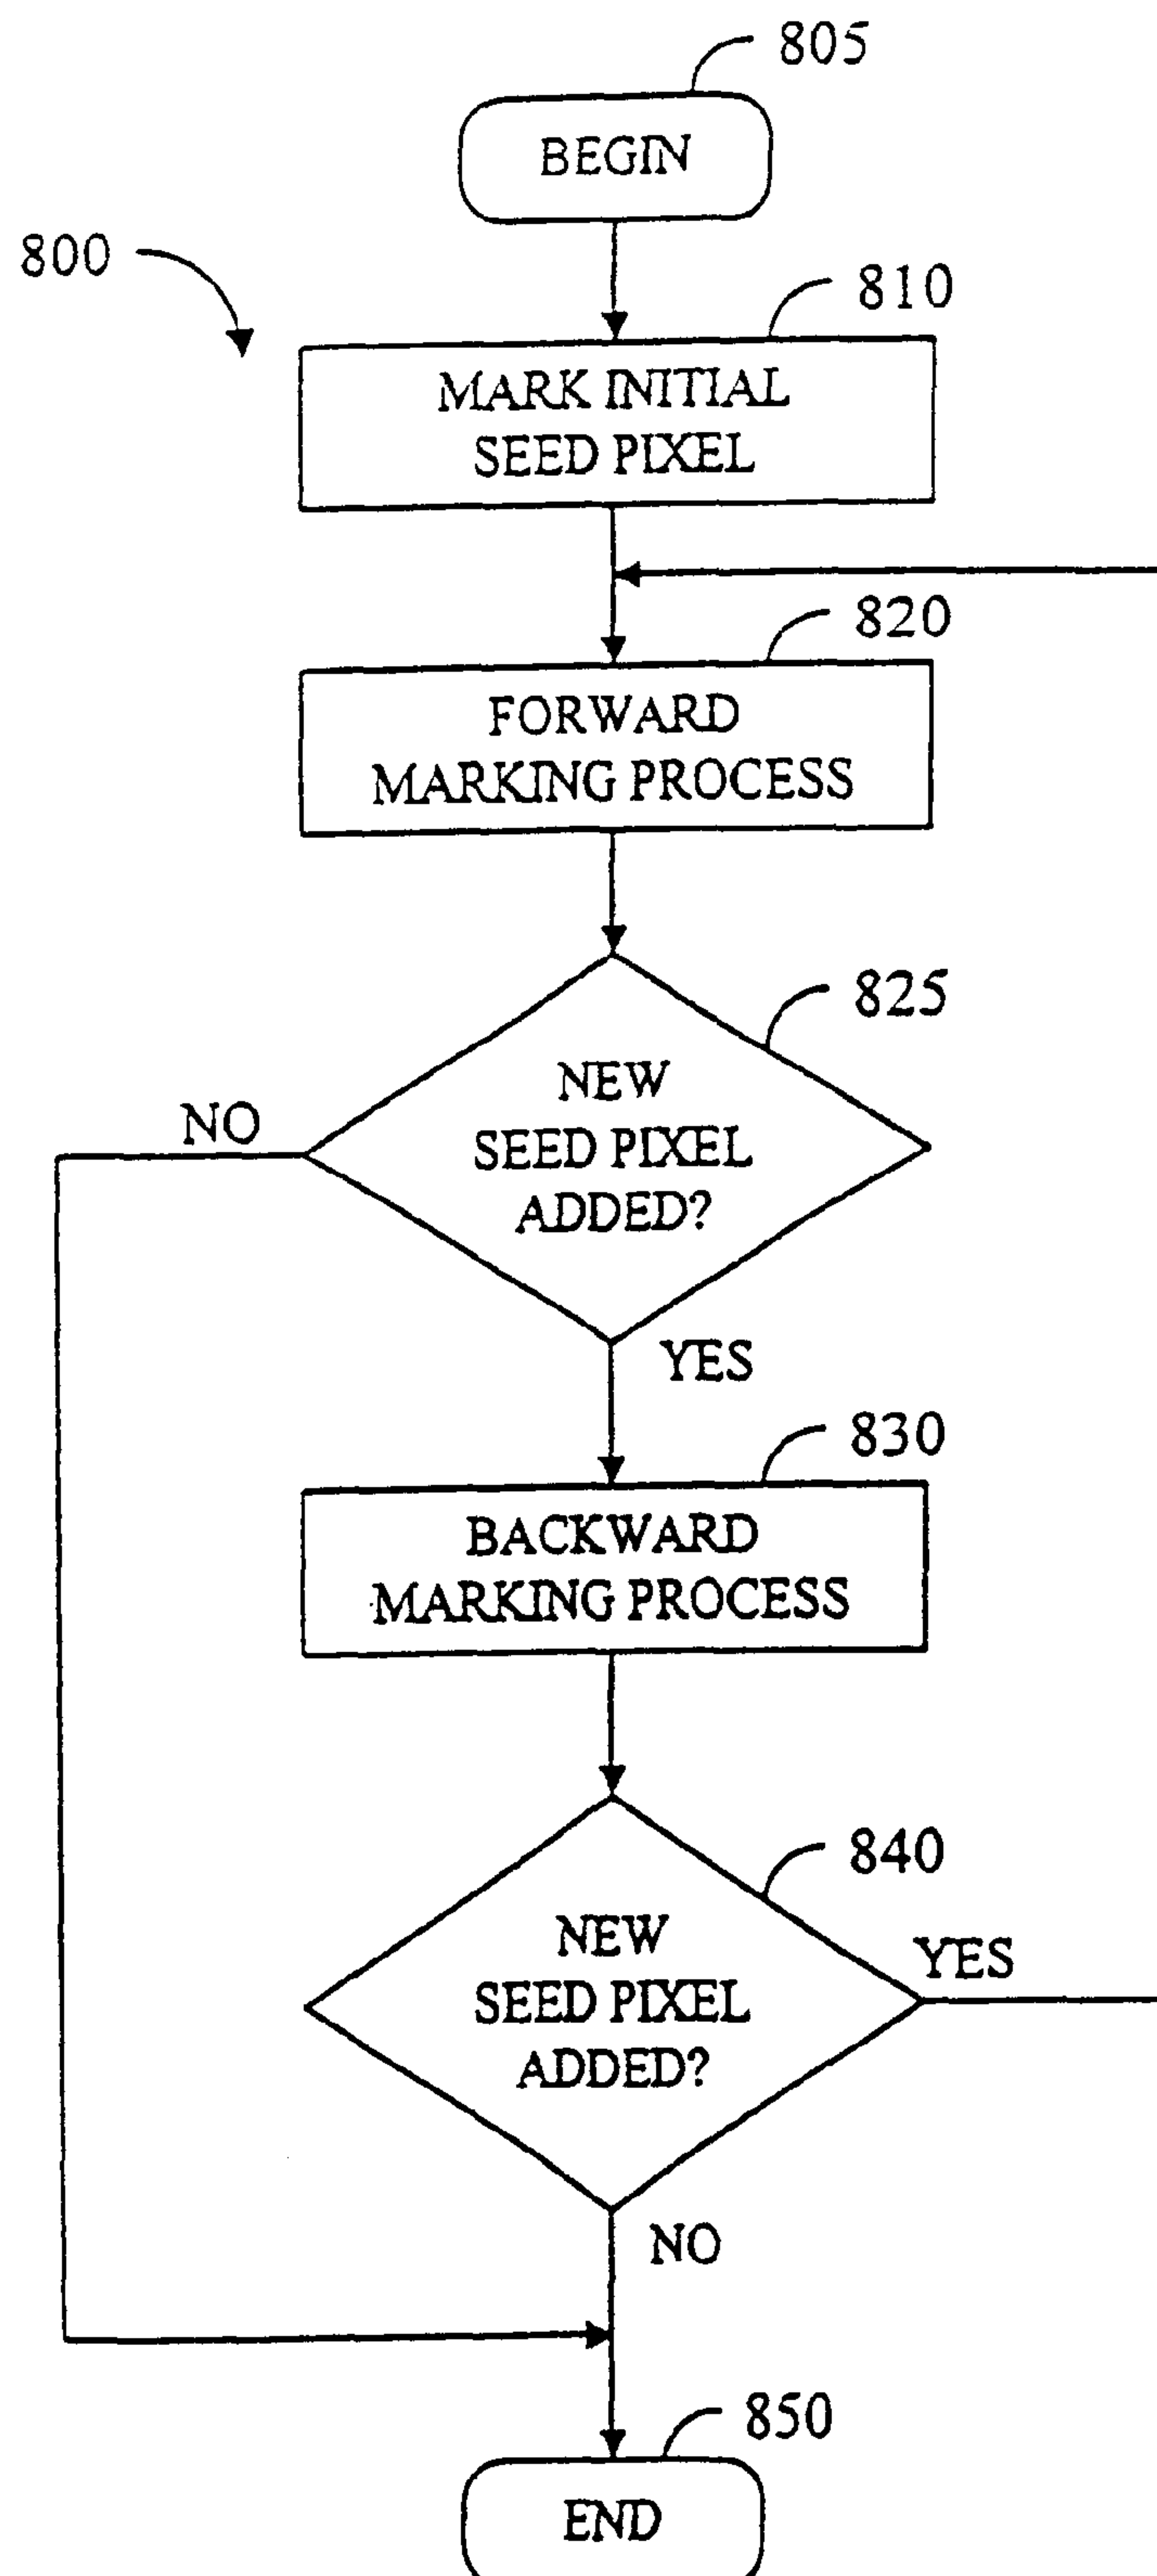 805
BEGIN
800
810
MARK INITIAL
SEED PIXEL
820
FORWARD
MARKING PROCESS
825
NEW
SEED PIXEL
ADDED?
NO
YES
830
BACKWARD
MARKING PROCESS
840
NEW
SEED PIXEL
ADDED?
YES
NO
850
END